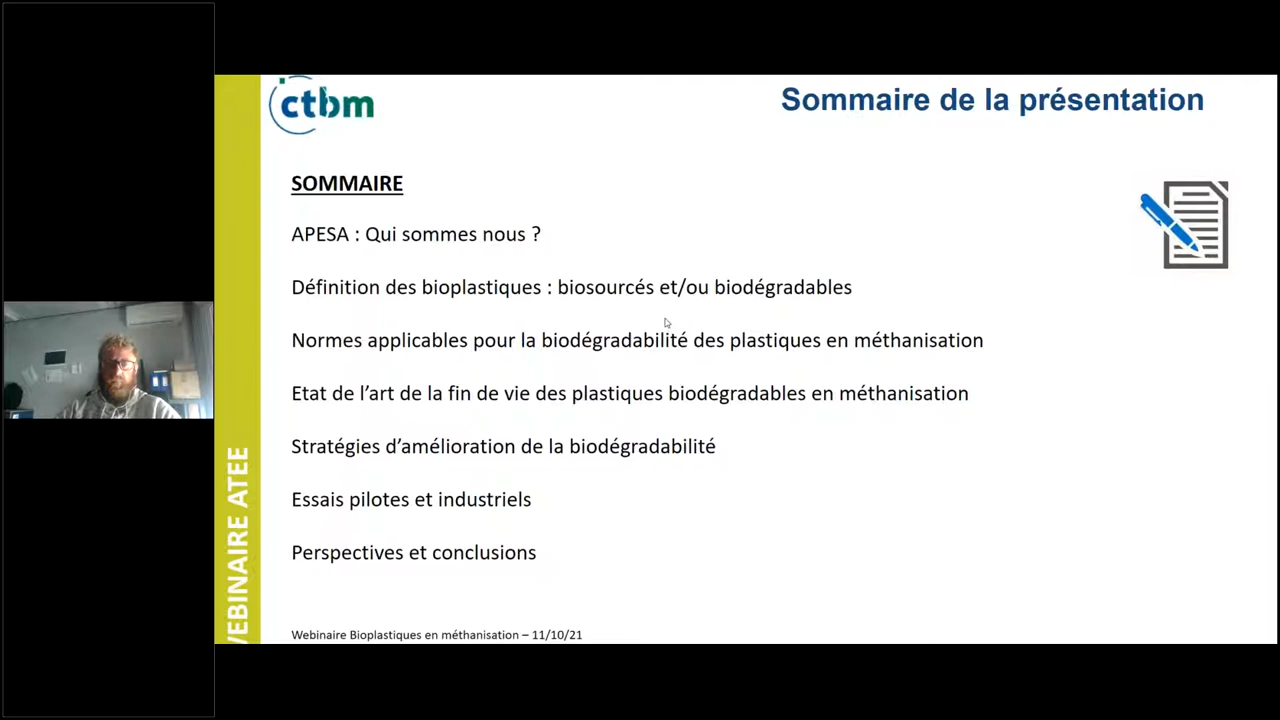 ctbm
Sommaire de la présentation
SOMMAIRE
APESA : Qui sommes nous ?
Définition des bioplastiques : biosourcés et/ou biodégradables
Normes applicables pour la biodégradabilité des plastiques en méthanisation
Etat de l’art de la fin de vie des plastiques biodégradables en méthanisation
Stratégies d’amélioration de la biodégradabilité
Essais pilotes et industriels
Perspectives et conclusions
WEBINAIRE ATEE
Webinaire Bioplastiques en méthanisation – 11/10/21